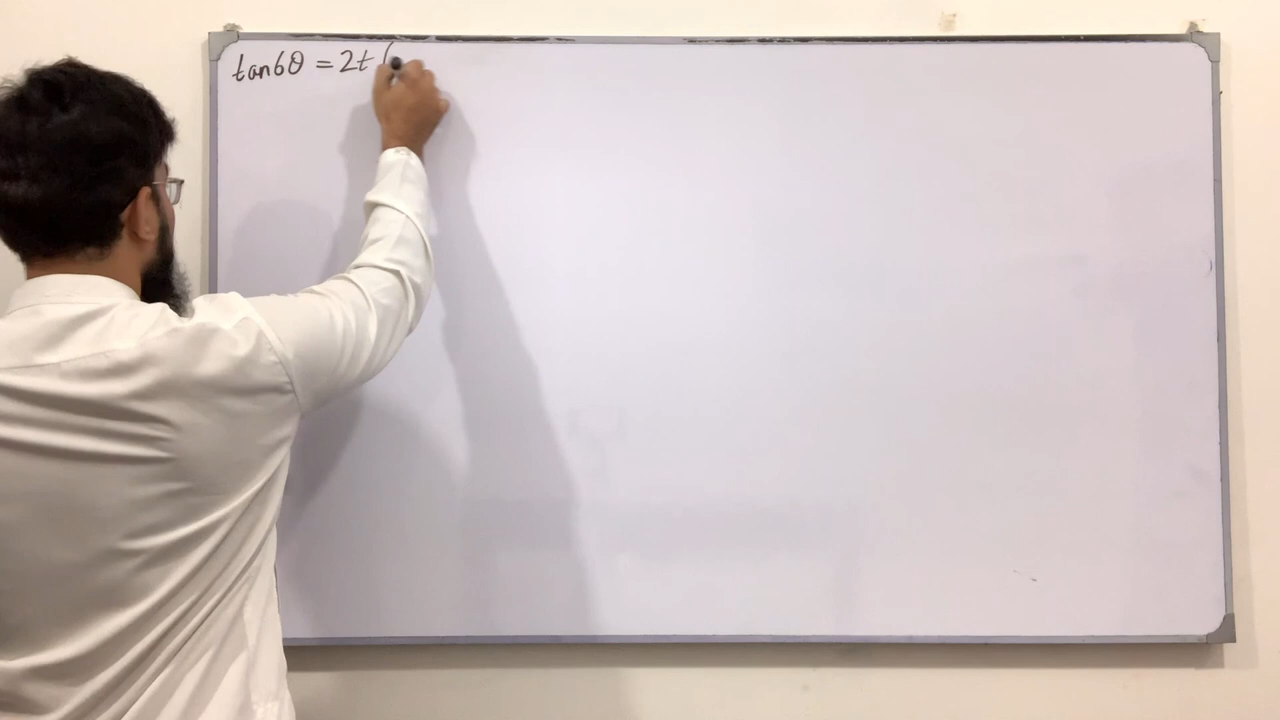 tan6θ = 2t (